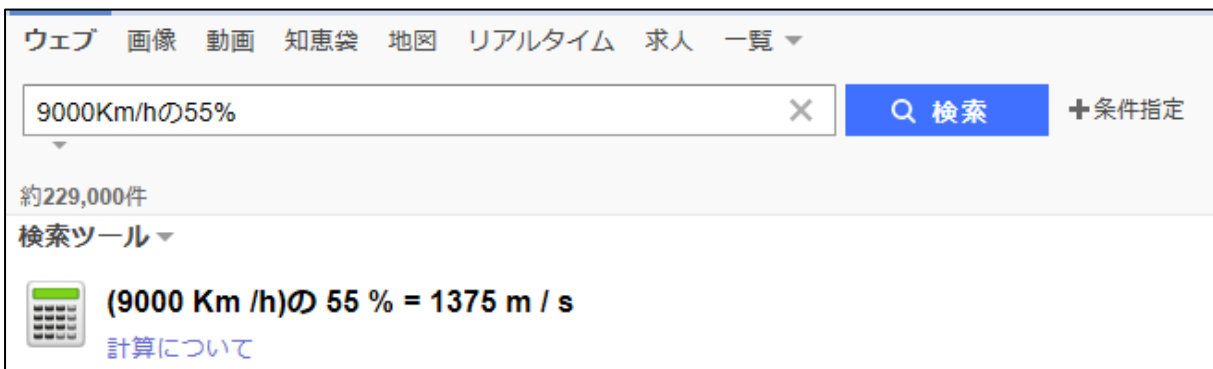 ウェブ 画像 動画 知恵袋 地図 リアルタイム 求人 一覧
9000Km/hの55% 検索 +条件指定
約229,000件
検索ツール
(9000 Km /h)の 55 % = 1375 m / s
計算について